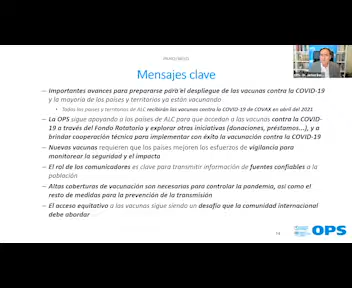 Mensajes clave
Importantes avances para prepararse para el despliegue de las vacunas contra la COVID-19
y la mayoría de los países y territorios ya están vacunando
Todos los países y territorios de ALC recibirán las vacunas contra la COVID-19 de COVAX en abril del 2021
La OPS sigue apoyando a los países de ALC para que accedan a las vacunas contra la COVID-
19 a través del Fondo Rotatorio y explorar otras iniciativas (donaciones, préstamos...), y a
brindar cooperación técnica para implementar con éxito la vacunación contra la COVID-19
Nuevas vacunas requieren que los países mejoren los esfuerzos de vigilancia para
monitorear la seguridad y el impacto
El rol de los comunicadores es clave para transmitir información de fuentes confiables a la
población
Altas coberturas de vacunación son necesarias para controlar la pandemia, así como el
resto de medidas para la prevención de la transmisión
El acceso equitativo a las vacunas sigue siendo un desafío que la comunidad internacional
debe abordar
14
OPS